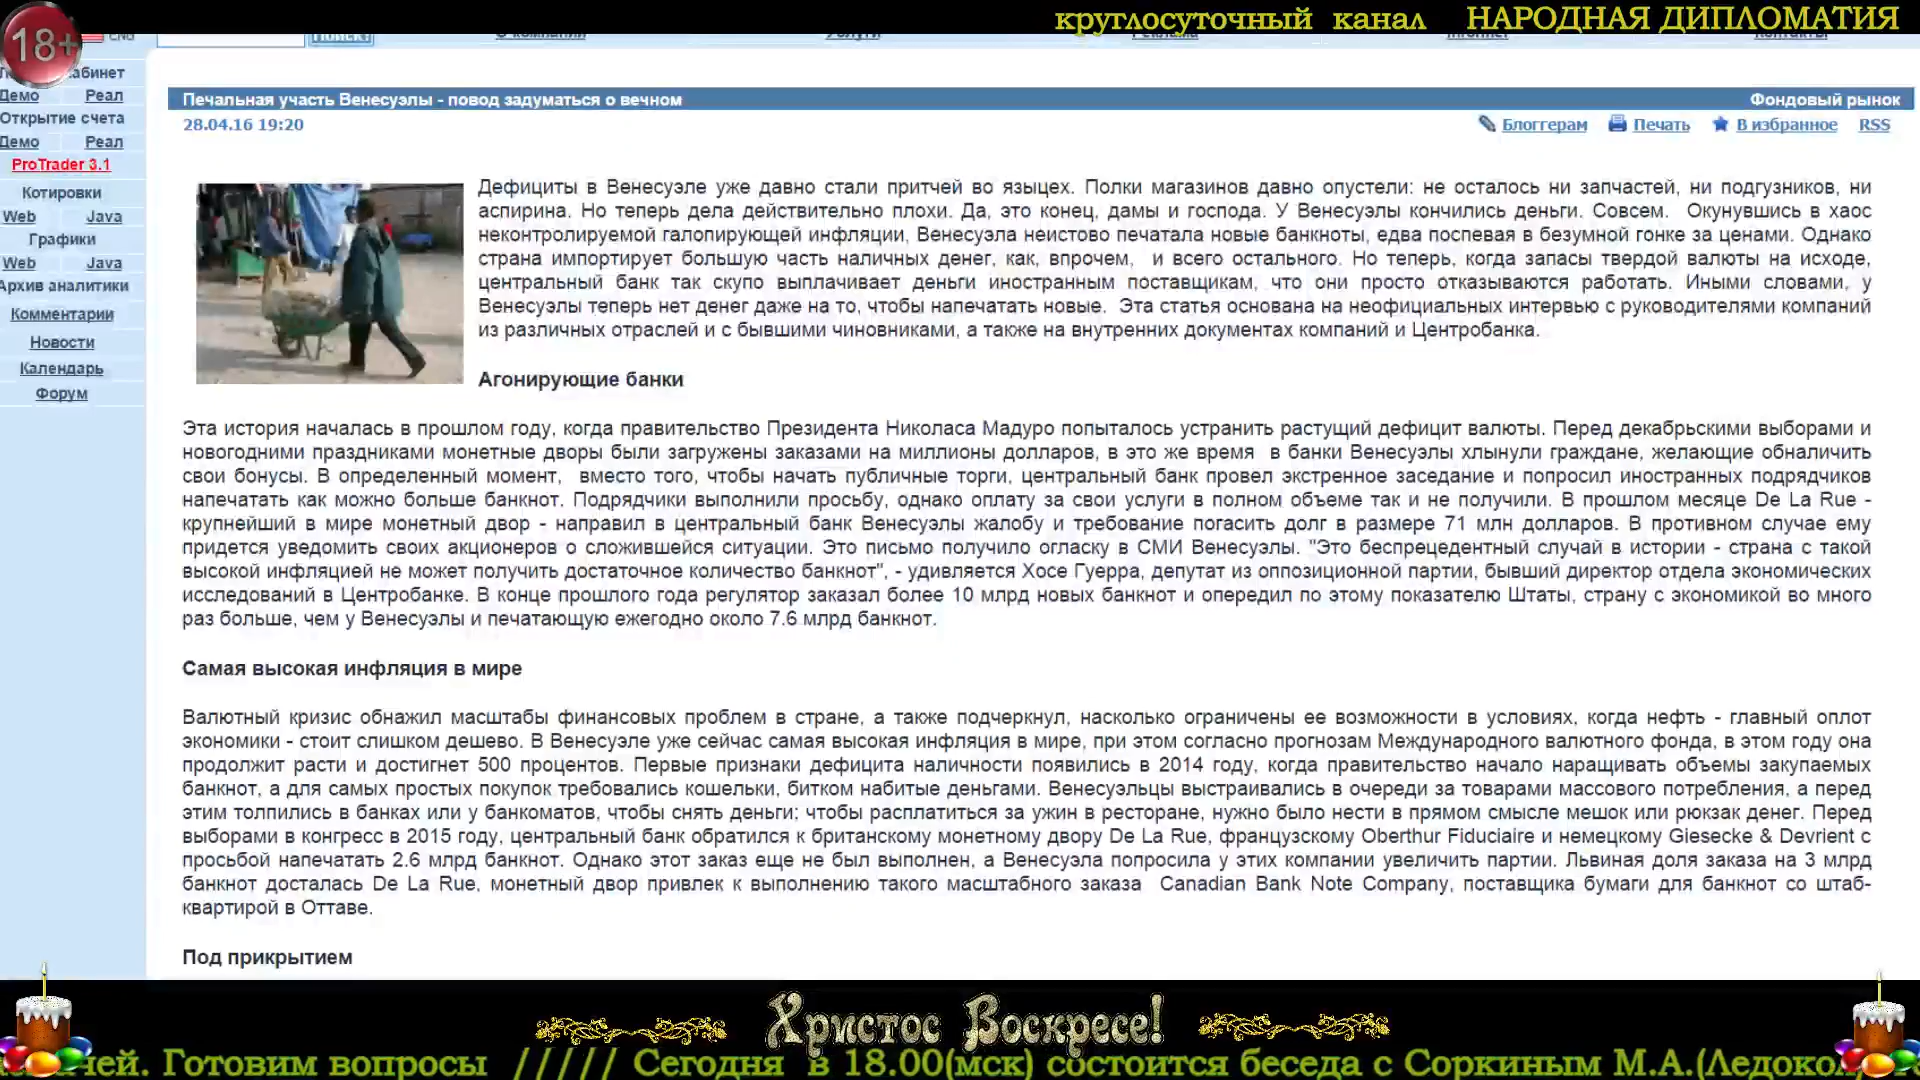 круглосуточный канал НАРОДНАЯ ДИПЛОМАТИЯ
18+
ENG
Поиск!
О компании
Услуги
Реклама
Контакты
кабинет
Демо Реал
Открытие счета
Демо Реал
ProTrader 3.1
Котировки
Web Java
Графики
Web Java
Архив аналитики
Комментарии
Новости
Календарь
Форум
Печальная участь Венесуэлы - повод задуматься о вечном
Фондовый рынок
28.04.16 19:20
Блоггерам Печать В избранное RSS
Дефициты в Венесуэле уже давно стали притчей во языцех. Полки магазинов давно опустели: не осталось ни запчастей, ни подгузников, ни
аспирина. Но теперь дела действительно плохи. Да, это конец, дамы и господа. У Венесуэлы кончились деньги. Совсем. Окунувшись в хаос
неконтролируемой галопирующей инфляции, Венесуэла неистово печатала новые банкноты, едва поспевая в безумной гонке за ценами. Однако
страна импортирует большую часть наличных денег, как, впрочем, и всего остального. Но теперь, когда запасы твердой валюты на исходе,
центральный банк так скупо выплачивает деньги иностранным поставщикам, что они просто отказываются работать. Иными словами, у
Венесуэлы теперь нет денег даже на то, чтобы напечатать новые. Эта статья основана на неофициальных интервью с руководителями компаний
из различных отраслей и с бывшими чиновниками, а также на внутренних документах компаний и Центробанка.
Агонирующие банки
Эта история началась в прошлом году, когда правительство Президента Николаса Мадуро попыталось устранить растущий дефицит валюты. Перед декабрьскими выборами и
новогодними праздниками монетные дворы были загружены заказами на миллионы долларов, в это же время в банки Венесуэлы хлынули граждане, желающие обналичить
свои бонусы. В определенный момент, вместо того, чтобы начать публичные торги, центральный банк провел экстренное заседание и попросил иностранных подрядчиков
напечатать как можно больше банкнот. Подрядчики выполнили просьбу, однако оплату за свои услуги в полном объеме так и не получили. В прошлом месяце De La Rue -
крупнейший в мире монетный двор - направил в центральный банк Венесуэлы жалобу и требование погасить долг в размере 71 млн долларов. В противном случае ему
придется уведомить своих акционеров о сложившейся ситуации. Это письмо получило огласку в СМИ Венесуэлы. "Это беспрецедентный случай в истории - страна с такой
высокой инфляцией не может получить достаточное количество банкнот", - удивляется Хосе Гуерра, депутат из оппозиционной партии, бывший директор отдела экономических
исследований в Центробанке. В конце прошлого года регулятор заказал более 10 млрд новых банкнот и опередил по этому показателю Штаты, страну с экономикой во много
раз больше, чем у Венесуэлы и печатающую ежегодно около 7.6 млрд банкнот.
Самая высокая инфляция в мире
Валютный кризис обнажил масштабы финансовых проблем в стране, а также подчеркнул, насколько ограничены ее возможности в условиях, когда нефть - главный оплот
экономики - стоит слишком дешево. В Венесуэле уже сейчас самая высокая инфляция в мире, при этом согласно прогнозам Международного валютного фонда, в этом году она
продолжит расти и достигнет 500 процентов. Первые признаки дефицита наличности появились в 2014 году, когда правительство начало наращивать объемы закупаемых
банкнот, а для самых простых покупок требовались кошельки, битком набитые деньгами. Венесуэльцы выстраивались в очереди за товарами массового потребления, а перед
этим толпились в банках или у банкоматов, чтобы снять деньги; чтобы расплатиться за ужин в ресторане, нужно было нести в прямом смысле мешок или рюкзак денег. Перед
выборами в конгресс в 2015 году, центральный банк обратился к британскому монетному двору De La Rue, французскому Oberthur Fiduciaire и немецкому Giesecke & Devrient с
просьбой напечатать 2.6 млрд банкнот. Однако этот заказ еще не был выполнен, а Венесуэла попросила у этих компании увеличить партии. Львиная доля заказа на 3 млрд
банкнот досталась De La Rue, монетный двор привлек к выполнению такого масштабного заказа Canadian Bank Note Company, поставщика бумаги для банкнот со штаб-
квартирой в Оттаве.
Под прикрытием
Христос Воскресе!
чей. Готовим вопросы ///// Сегодня в 18.00(мск) состоится беседа с Соркиным М.А.(Ледоко